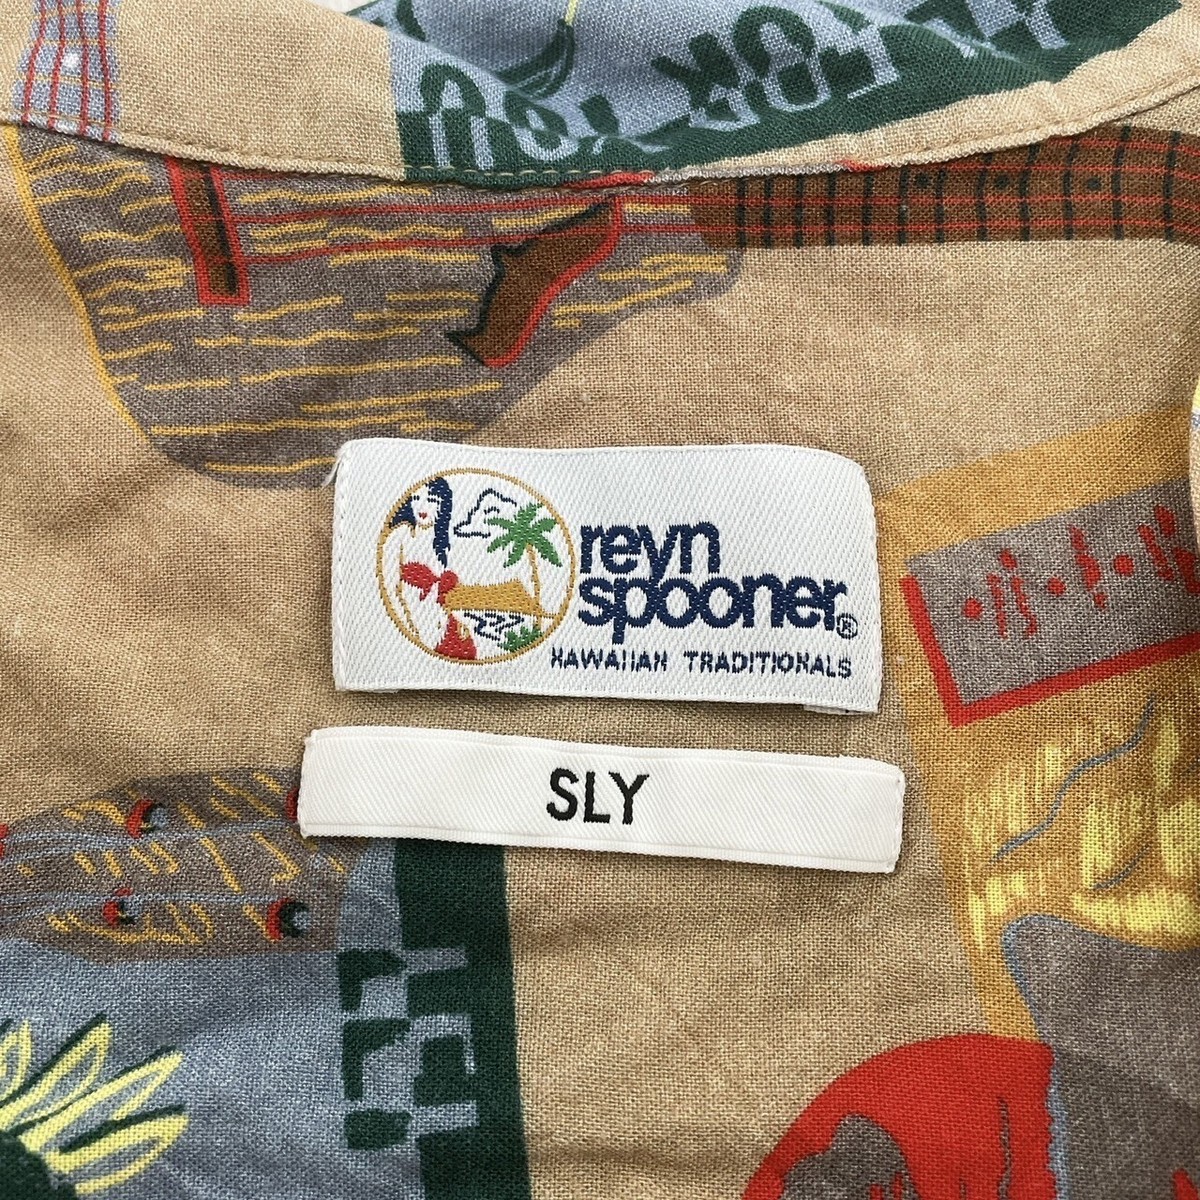 reyn
spooner®
HAWAIIAN TRADITIONALS
SLY